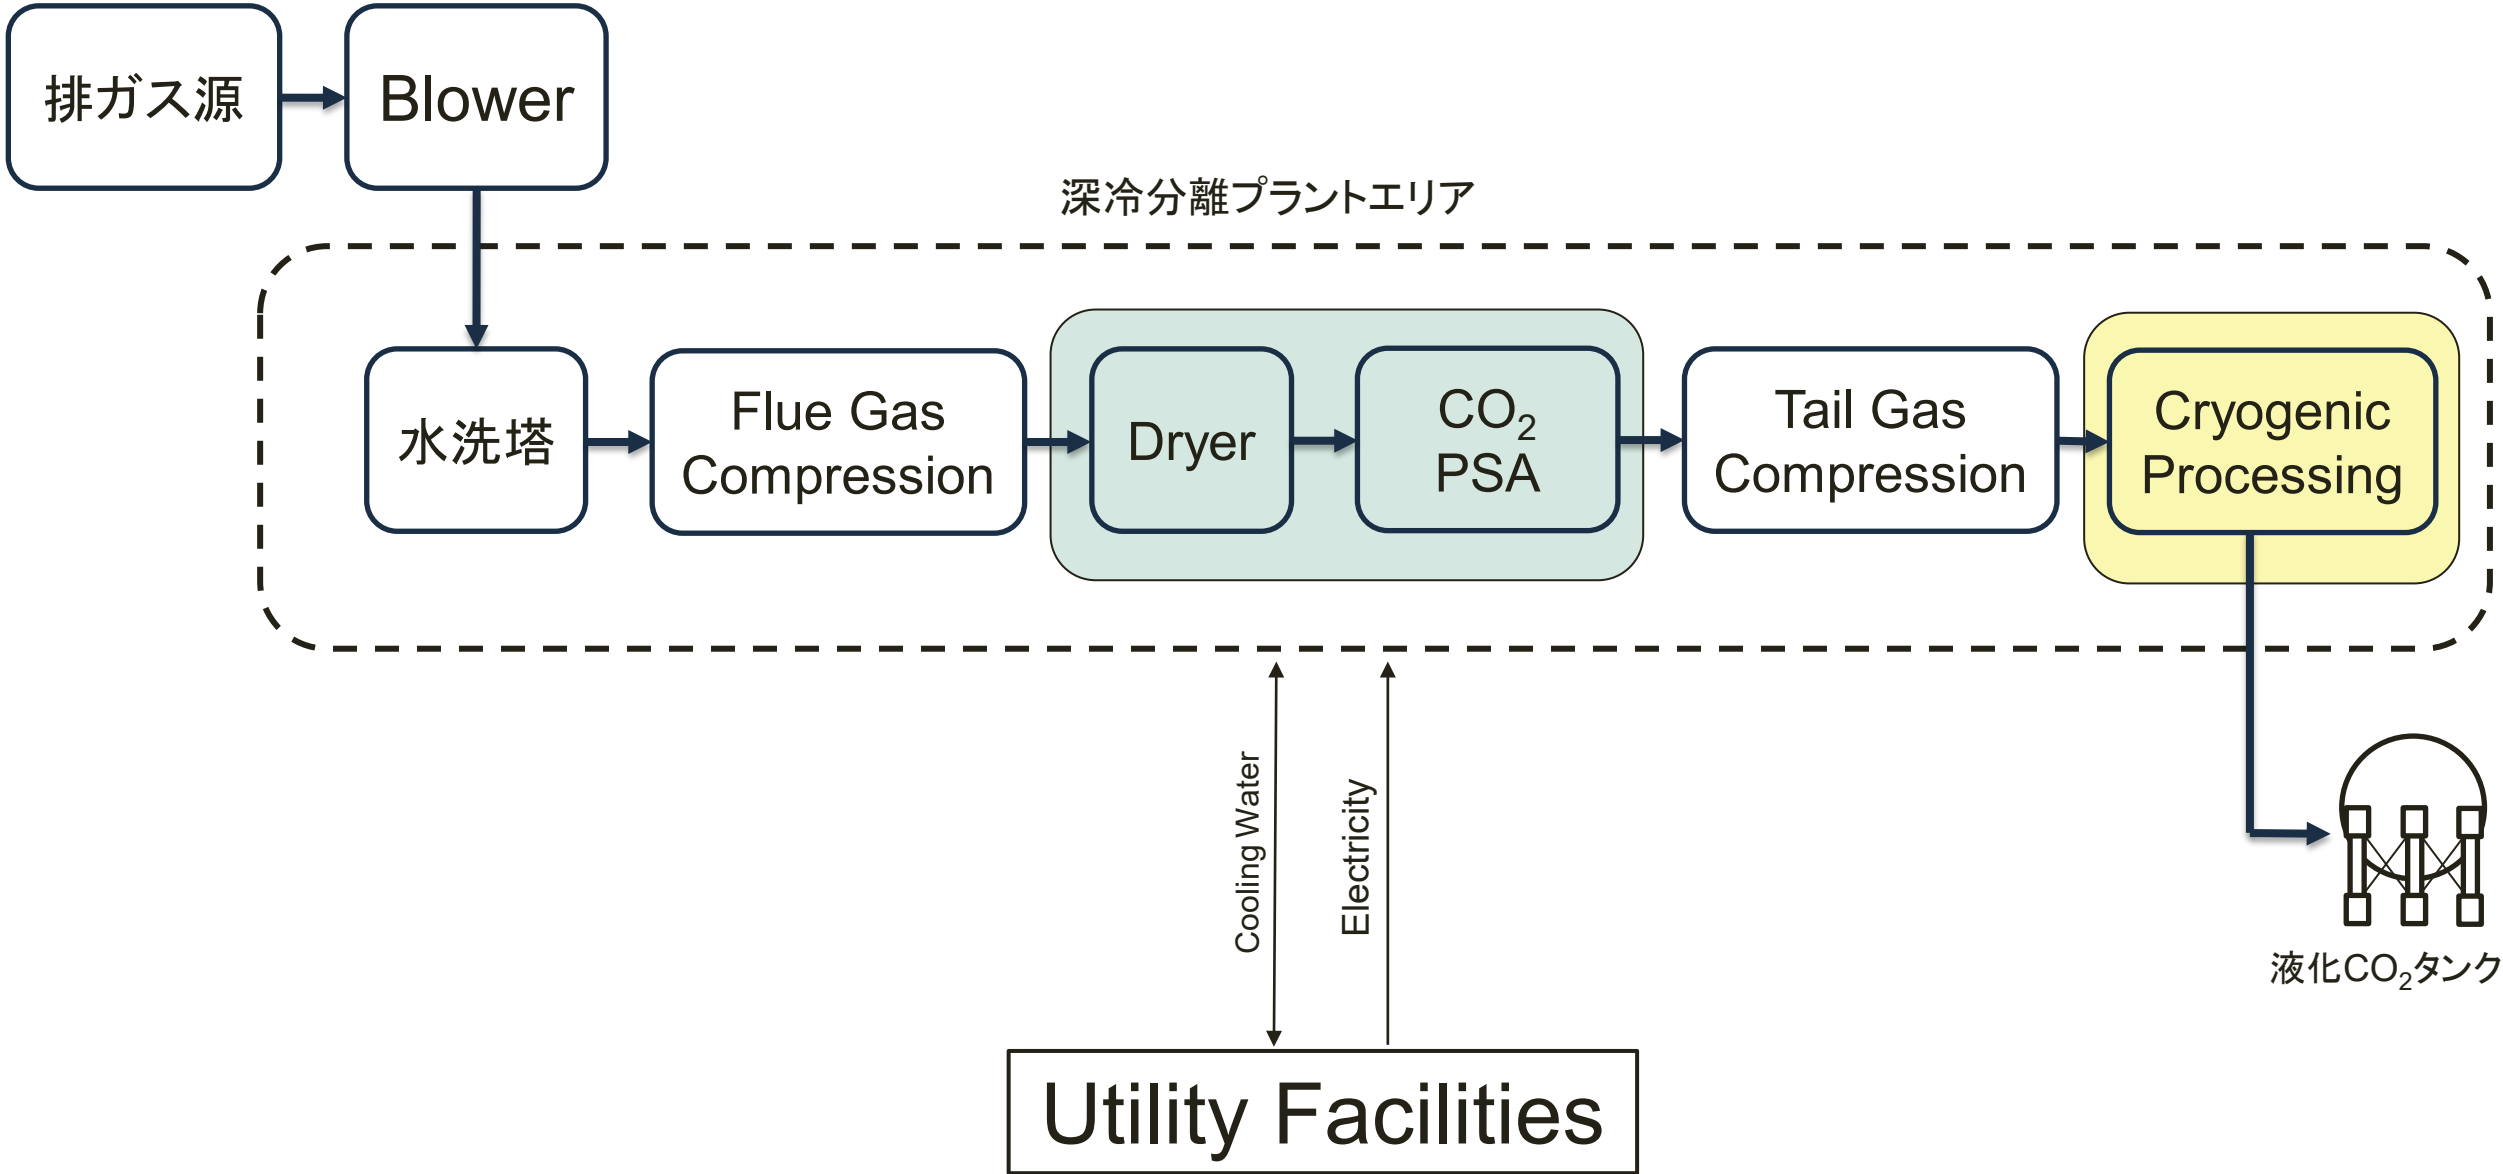 排ガス源
Blower
深冷分離プラントエリア
水洗塔
Flue Gas
Compression
Dryer
CO₂
PSA
Tail Gas
Compression
Cryogenic
Processing
Cooling Water
Electricity
液化CO₂タンク
Utility Facilities